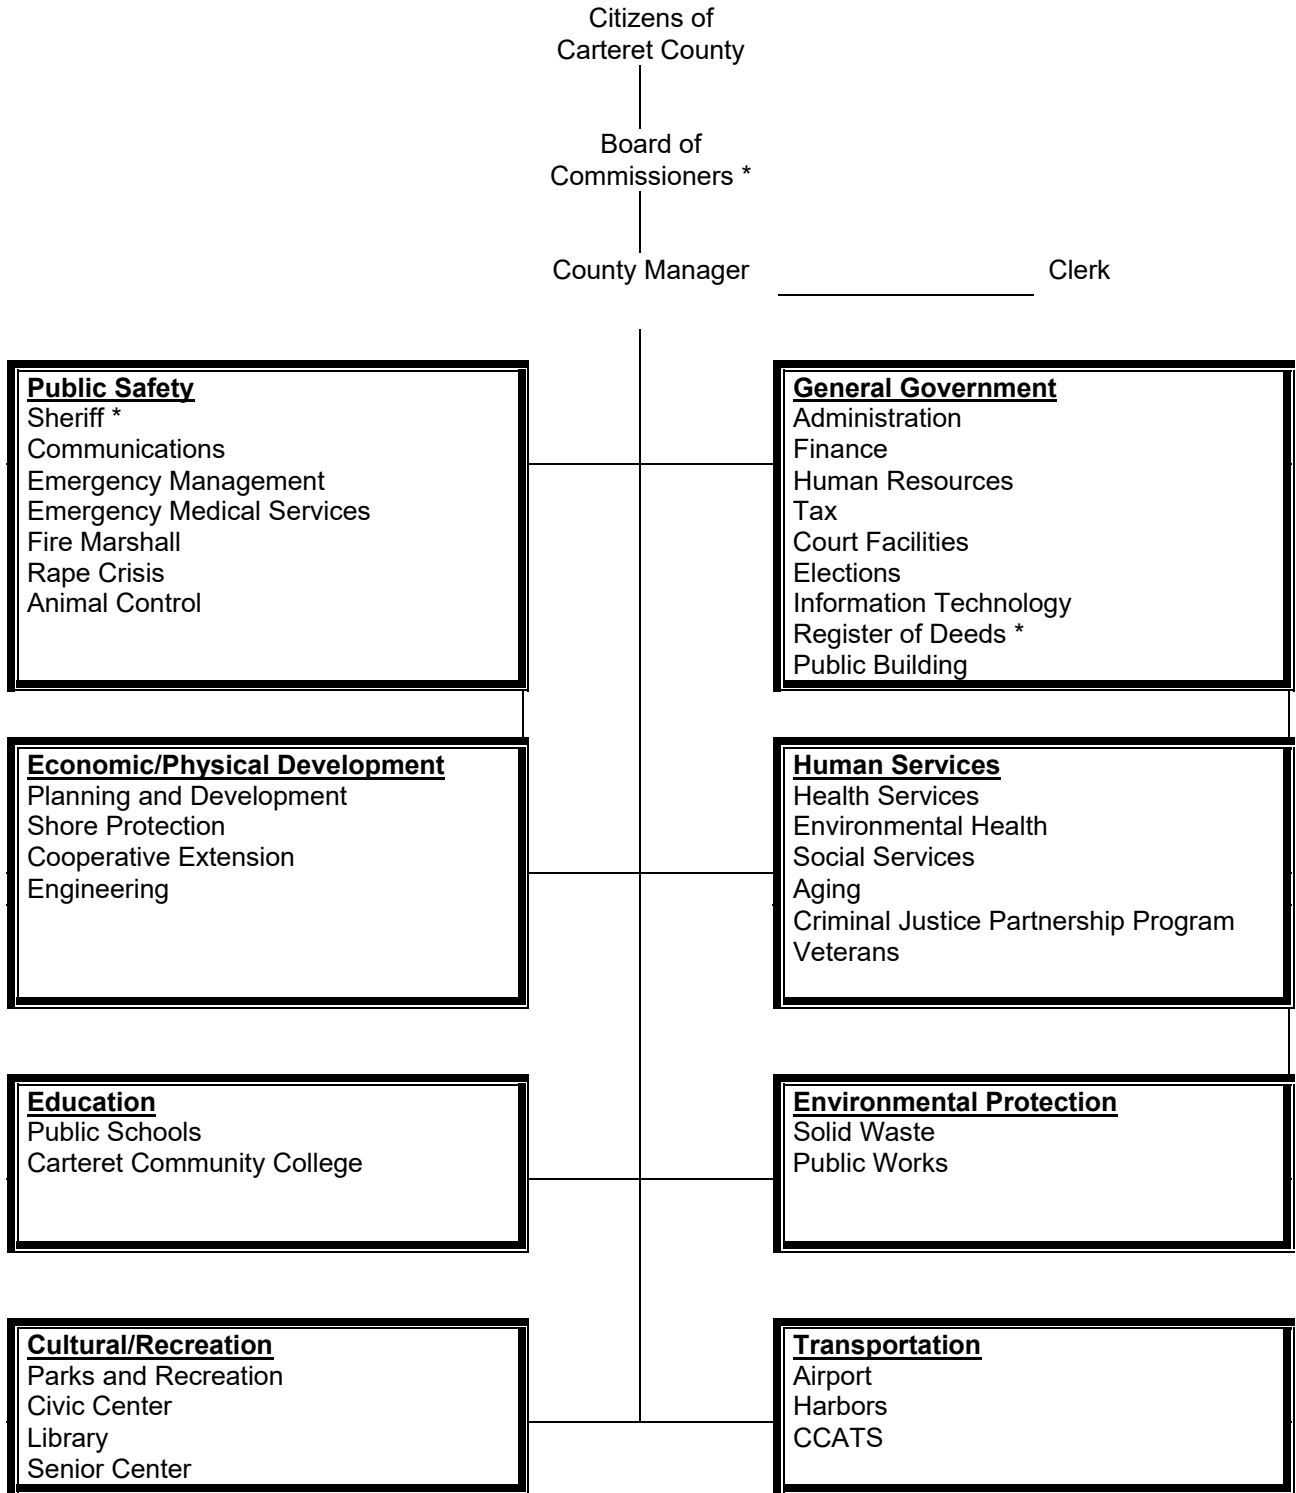 Citizens of
Carteret County
Board of
Commissioners *
County Manager
Clerk
Public Safety
Sheriff *
Communications
Emergency Management
Emergency Medical Services
Fire Marshall
Rape Crisis
Animal Control
General Government
Administration
Finance
Human Resources
Tax
Court Facilities
Elections
Information Technology
Register of Deeds *
Public Building
Economic/Physical Development
Planning and Development
Shore Protection
Cooperative Extension
Engineering
Human Services
Health Services
Environmental Health
Social Services
Aging
Criminal Justice Partnership Program
Veterans
Education
Public Schools
Carteret Community College
Environmental Protection
Solid Waste
Public Works
Cultural/Recreation
Parks and Recreation
Civic Center
Library
Senior Center
Transportation
Airport
Harbors
CCATS